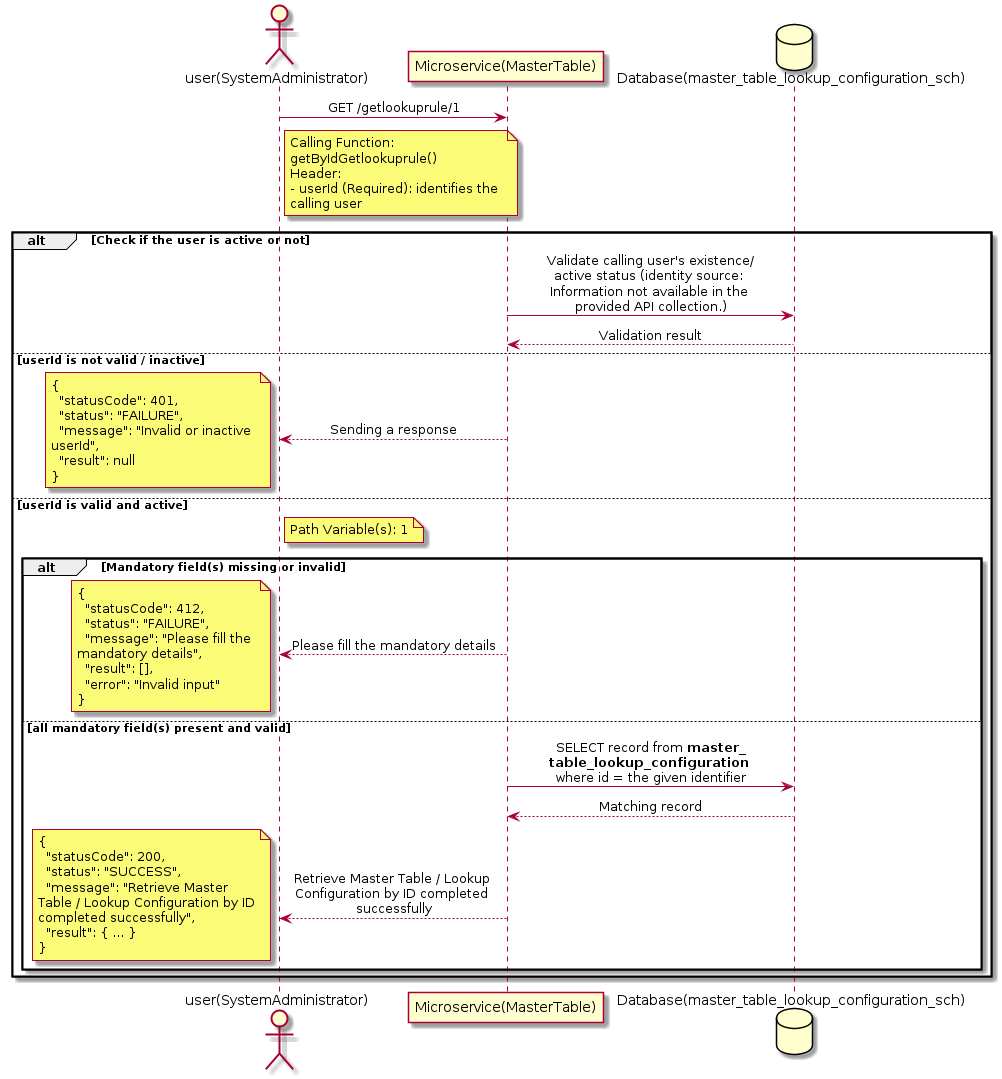 user(SystemAdministrator)
Microservice(MasterTable)
Database(master_table_lookup_configuration_sch)
GET /getlookuprule/1
Calling Function:
getByIdGetlookuprule()
Header:
- userId (Required): identifies the
calling user
alt
[Check if the user is active or not]
Validate calling user's existence/
active status (identity source:
Information not available in the
provided API collection.)
Validation result
[userId is not valid / inactive]
{
"statusCode": 401,
"status": "FAILURE",
"message": "Invalid or inactive
userId",
"result": null
}
Sending a response
[userId is valid and active]
Path Variable(s): 1
alt
[Mandatory field(s) missing or invalid]
{
"statusCode": 412,
"status": "FAILURE",
"message": "Please fill the
mandatory details",
"result": [],
"error": "Invalid input"
}
Please fill the mandatory details
[all mandatory field(s) present and valid]
SELECT record from master_
table_lookup_configuration
where id = the given identifier
Matching record
{
"statusCode": 200,
"status": "SUCCESS",
"message": "Retrieve Master
Table / Lookup Configuration by ID
completed successfully",
"result": { ... }
}
Retrieve Master Table / Lookup
Configuration by ID completed
successfully
user(SystemAdministrator)
Microservice(MasterTable)
Database(master_table_lookup_configuration_sch)